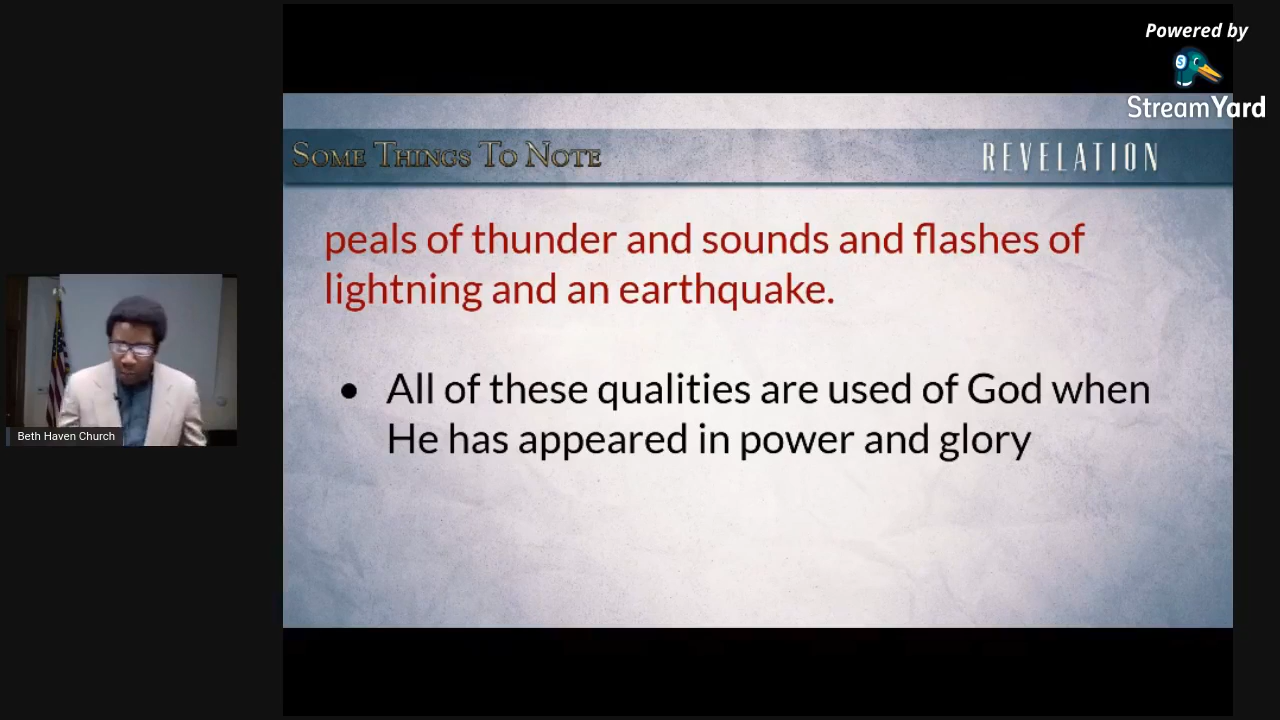 Powered by
StreamYard
SOME THINGS TO NOTE
REVELATION
peals of thunder and sounds and flashes of
lightning and an earthquake.
• All of these qualities are used of God when
He has appeared in power and glory
Beth Haven Church